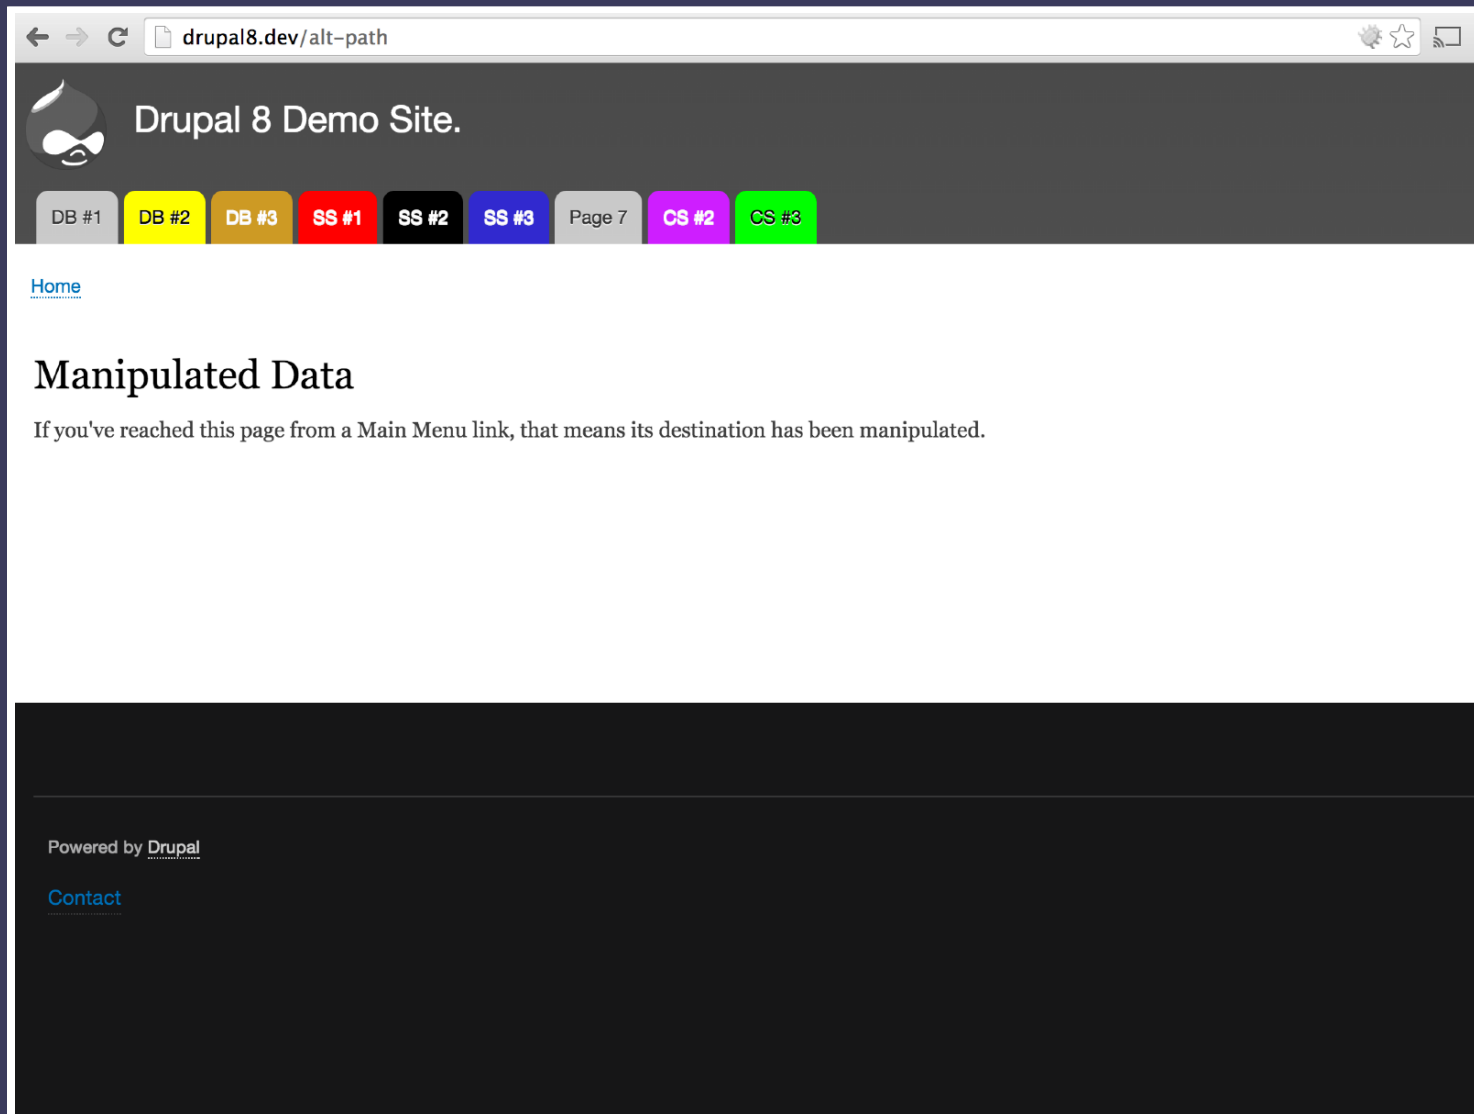 drupal8.dev/alt-path
Drupal 8 Demo Site.
DB #1 DB #2 DB #3 SS #1 SS #2 SS #3 Page 7 CS #2 CS #3
Home
Manipulated Data
If you've reached this page from a Main Menu link, that means its destination has been manipulated.
Powered by Drupal
Contact